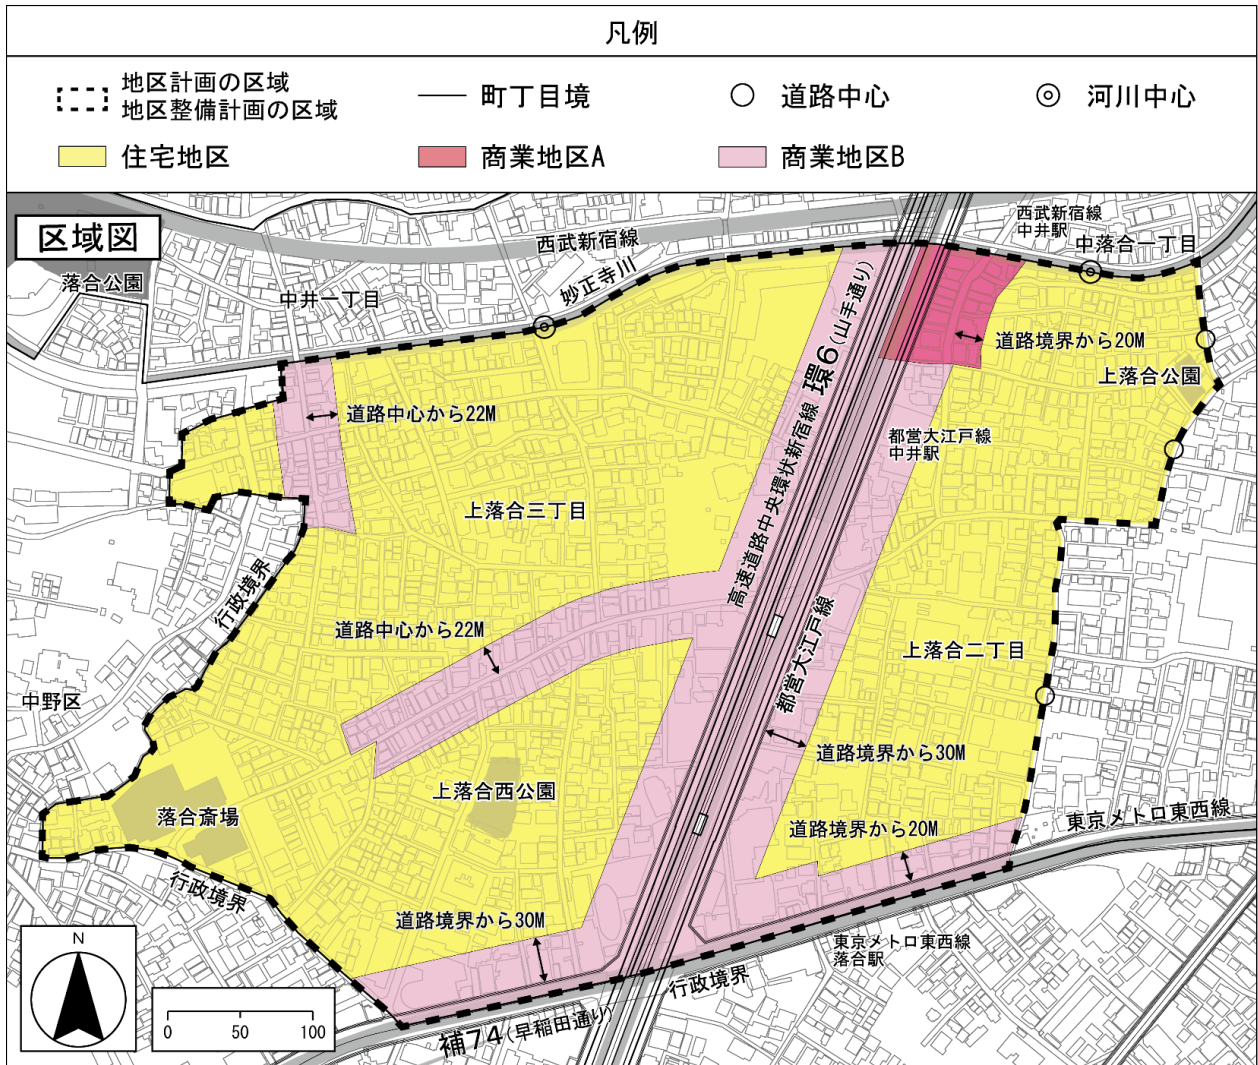 凡例
地区計画の区域
地区整備計画の区域
町丁目境
道路中心
河川中心
住宅地区
商業地区A
商業地区B
区域図
西武新宿線
西武新宿線
中井駅
中落合一丁目
落合公園
中井一丁目
妙正寺川
環6(山手通り)
道路境界から20M
上落合公園
道路中心から22M
高速道路中央環状新宿線
都営大江戸線
中井駅
上落合三丁目
行政境界
道路中心から22M
都営大江戸線
上落合二丁目
中野区
道路境界から30M
上落合西公園
落合斎場
道路境界から20M
東京メトロ東西線
行政境界
道路境界から30M
東京メトロ東西線
落合駅
行政境界
補74(早稲田通り)
N
0 50 100